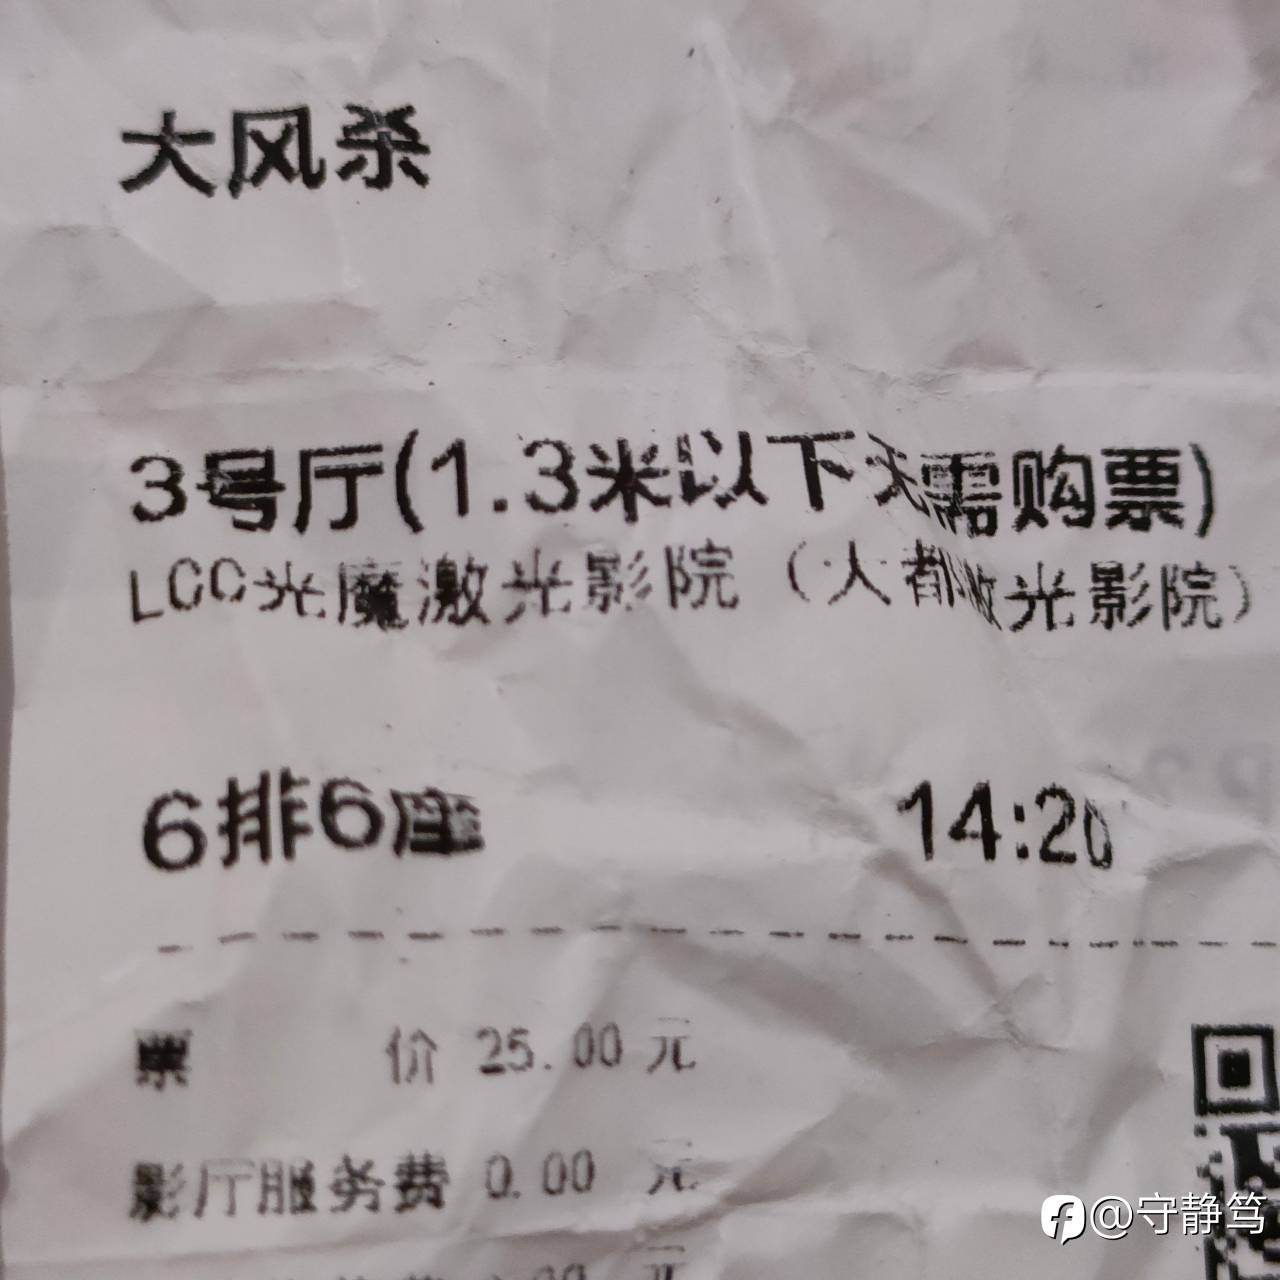 大风杀
3号厅(1.3米以下无需购票)
LCC光魔激光影院（大都激光影院）
6排6座 14:20
票 价 25.00 元
影厅服务费 0.00 元
@守静笃